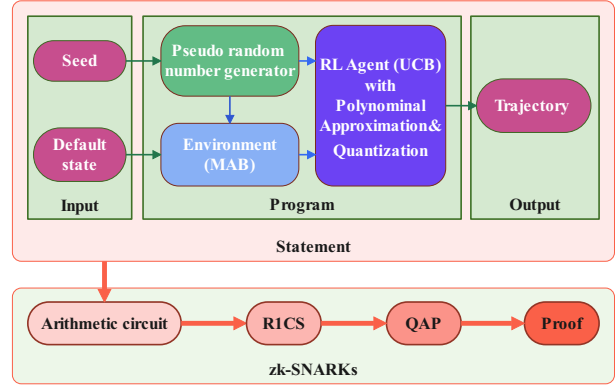 Seed
Default
state
Input
Pseudo random
number generator
Environment
(MAB)
RL Agent (UCB)
with
Polynominal
Approximation&
Quantization
Program
Trajectory
Output
Statement
Arithmetic circuit
R1CS
QAP
Proof
zk-SNARKs